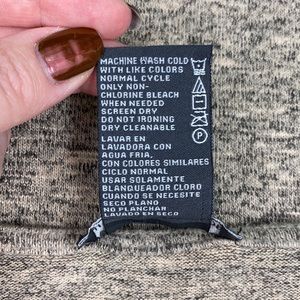 MACHINE WASH COLD
WITH LIKE COLORS
NORMAL CYCLE
ONLY NON-
CHLORINE BLEACH
WHEN NEEDED
SCREEN DRY
DO NOT IRONING
DRY CLEANABLE
LAVAR EN
LAVADORA CON
AGUA FRIA,
CON COLORES SIMILARES
CICLO NORMAL
USAR SOLAMENTE
BLANQUEADOR CLORO
CUANDO SE NECESITE
SECO PLANO
NO PLANCHAR
LAVADO EN SECO
P